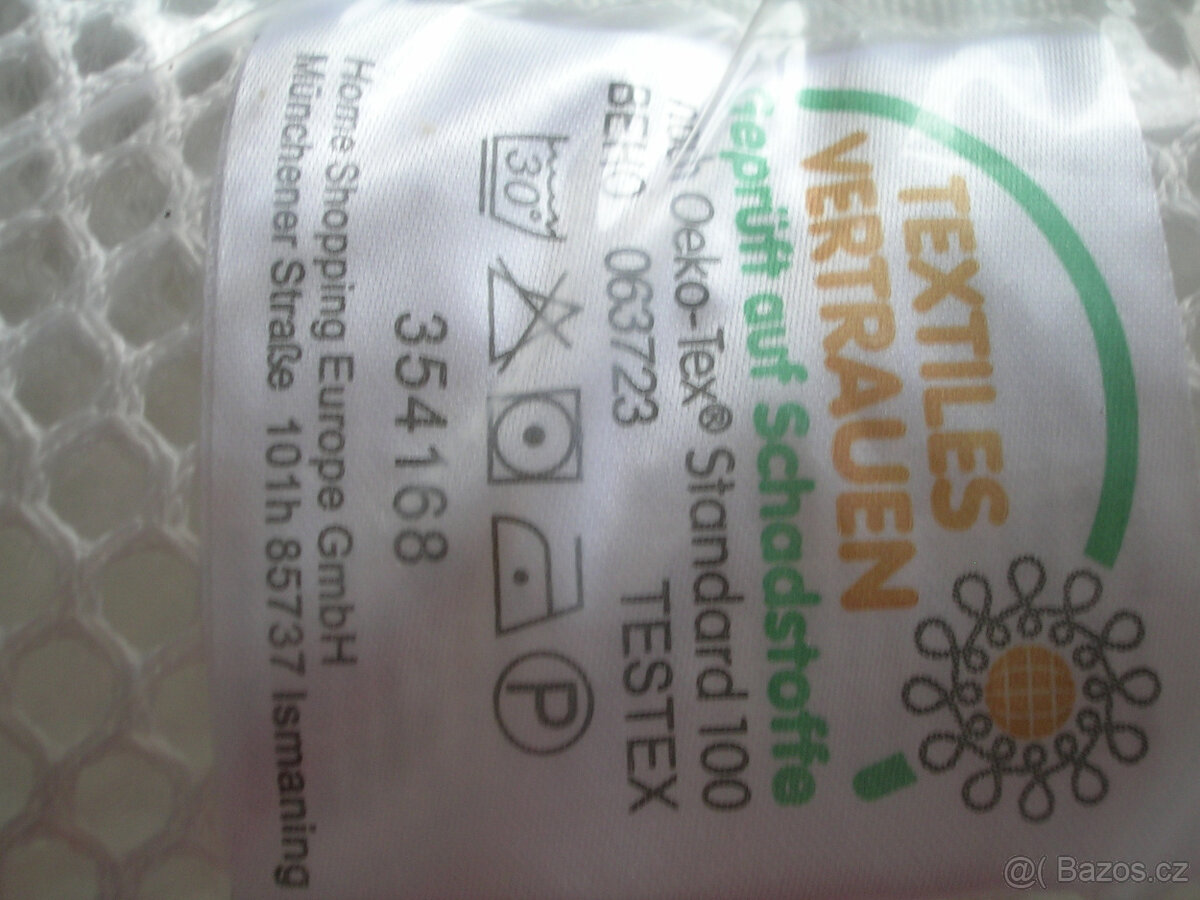 TEXTILES
VERTRAUEN
Geprüft auf Schadstoffe
Oeko-Tex® Standard 100
BEHO 063723 TESTEX
30°
P
354168
Home Shopping Europe GmbH
Münchener Straße 101h 85737 Ismaning
@( Bazos.cz